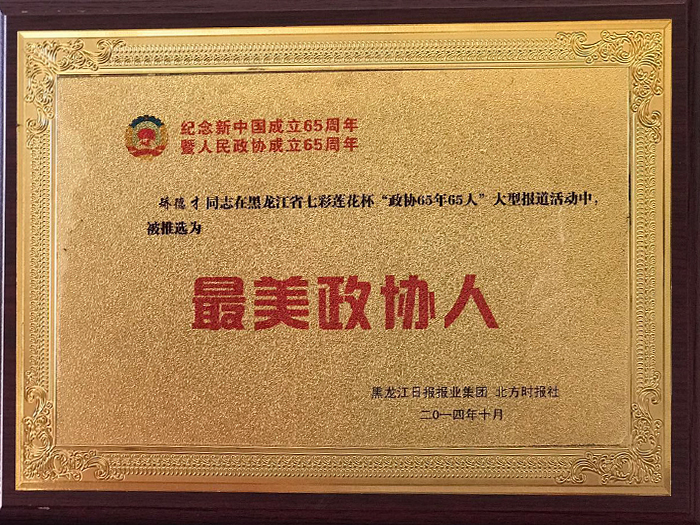 纪念新中国成立65周年
暨人民政协成立65周年
德才同志在黑龙江省七彩莲花杯“政协65年65人”大型报道活动中，
被推选为
最美政协人
黑龙江日报报业集团 北方时报社
二〇一四年十月